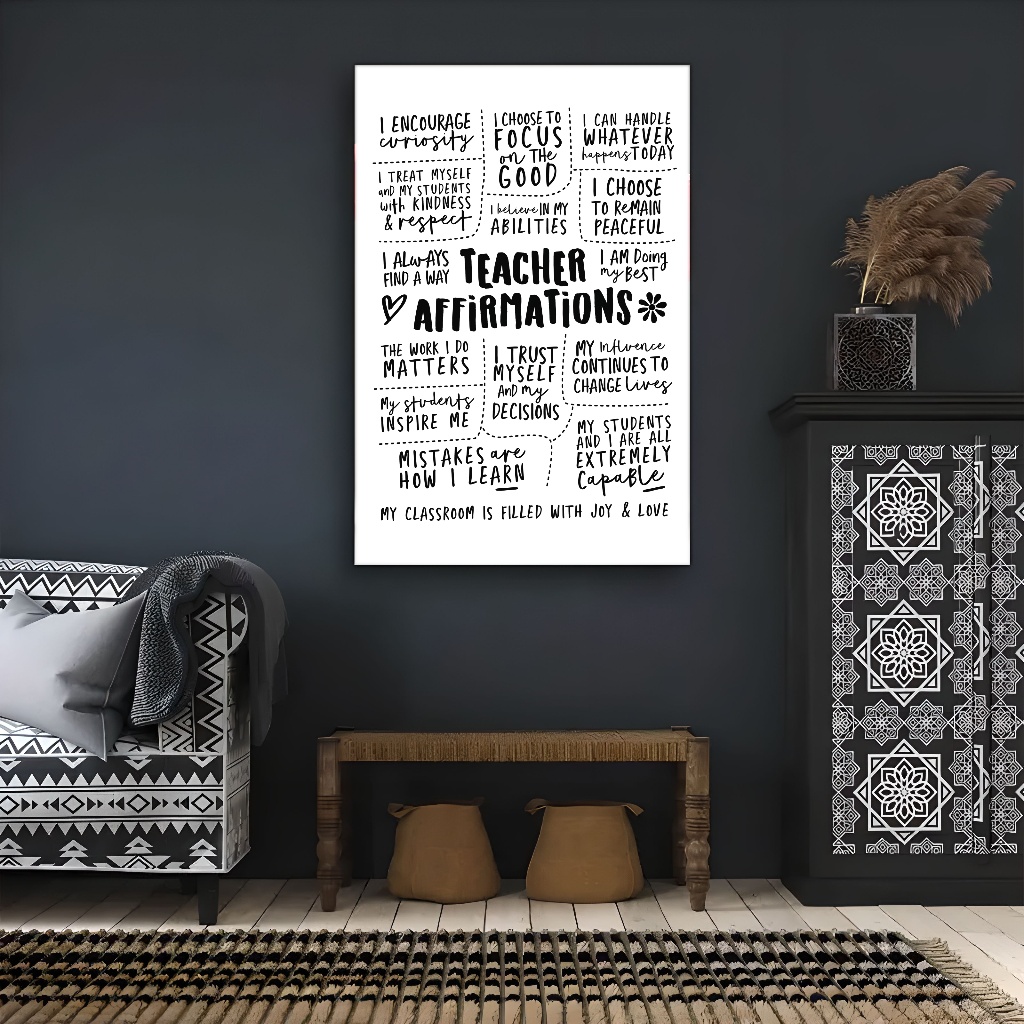 I ENCOURAGE
curiosity
I CHOOSE TO
FOCUS
on THE
GOOD
I CAN HANDLE
WHATEVER
happens TODAY
I TREAT MYSELF
and MY STUDENTS
with KINDNESS
& respect
I believe IN MY
ABILITIES
I CHOOSE
TO ReMAIN
PEACEFUL
I ALwAYS
FIND A WAY
TEACHER
AFFiRMATiONS
I AM Doing
my BEST
THE WORK I DO
MATTERS
I TRUST
MYSELF
AND my
DECISIONS
MY Influence
CONTINUES TO
CHANGE lives
My students
INSPIRE ME
MISTAKES are
HOW I LEARN
MY STUDENTS
AND I ARE ALL
EXTREMELY
CapaBle
MY CLASSROOM IS FILLED WITH JOY & LOVE